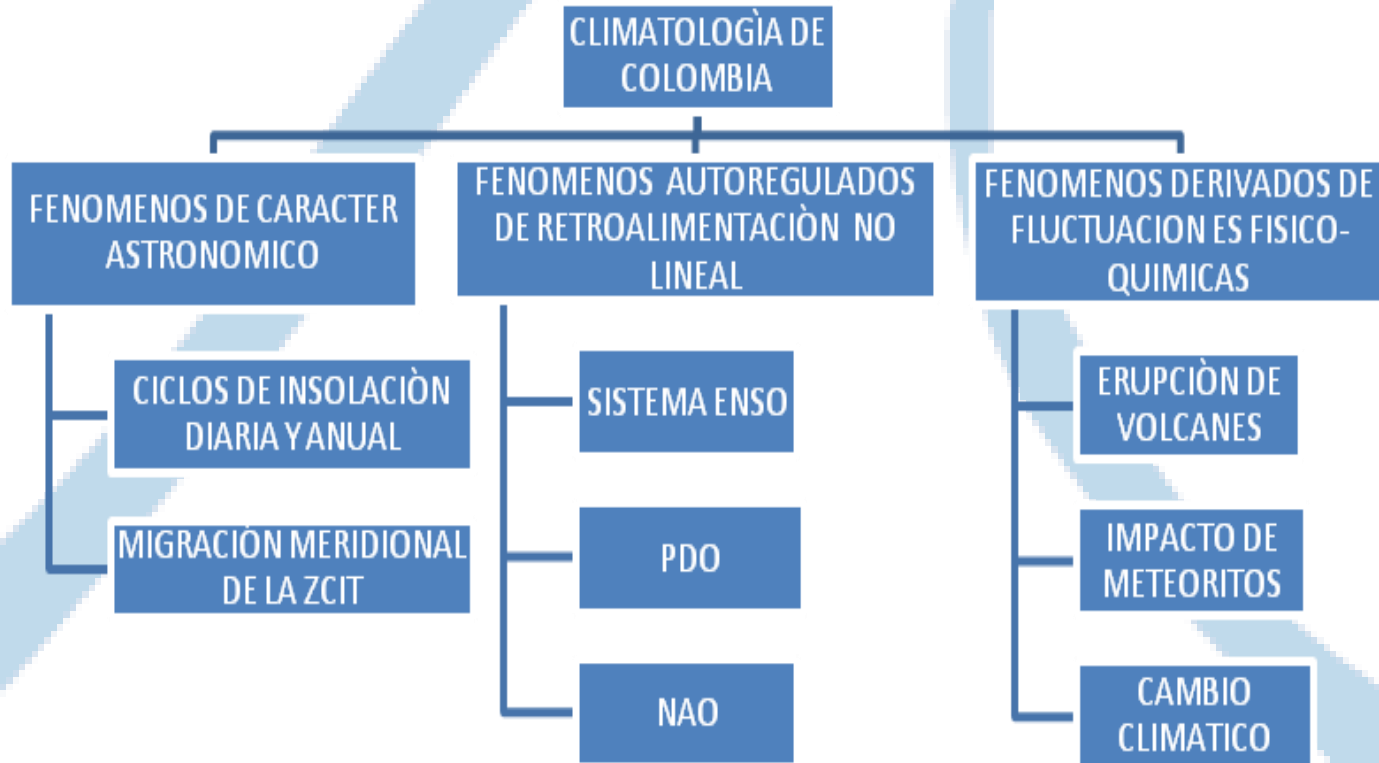 CLIMATOLOGÌA DE
COLOMBIA
FENOMENOS DE CARACTER
ASTRONOMICO
CICLOS DE INSOLACIÒN
DIARIA Y ANUAL
MIGRACIÒN MERIDIONAL
DE LA ZCIT
FENOMENOS AUTOREGULADOS
DE RETROALIMENTACIÒN NO
LINEAL
SISTEMA ENSO
PDO
NAO
FENOMENOS DERIVADOS DE
FLUCTUACION ES FISICO-
QUIMICAS
ERUPCIÒN DE
VOLCANES
IMPACTO DE
METEORITOS
CAMBIO
CLIMATICO